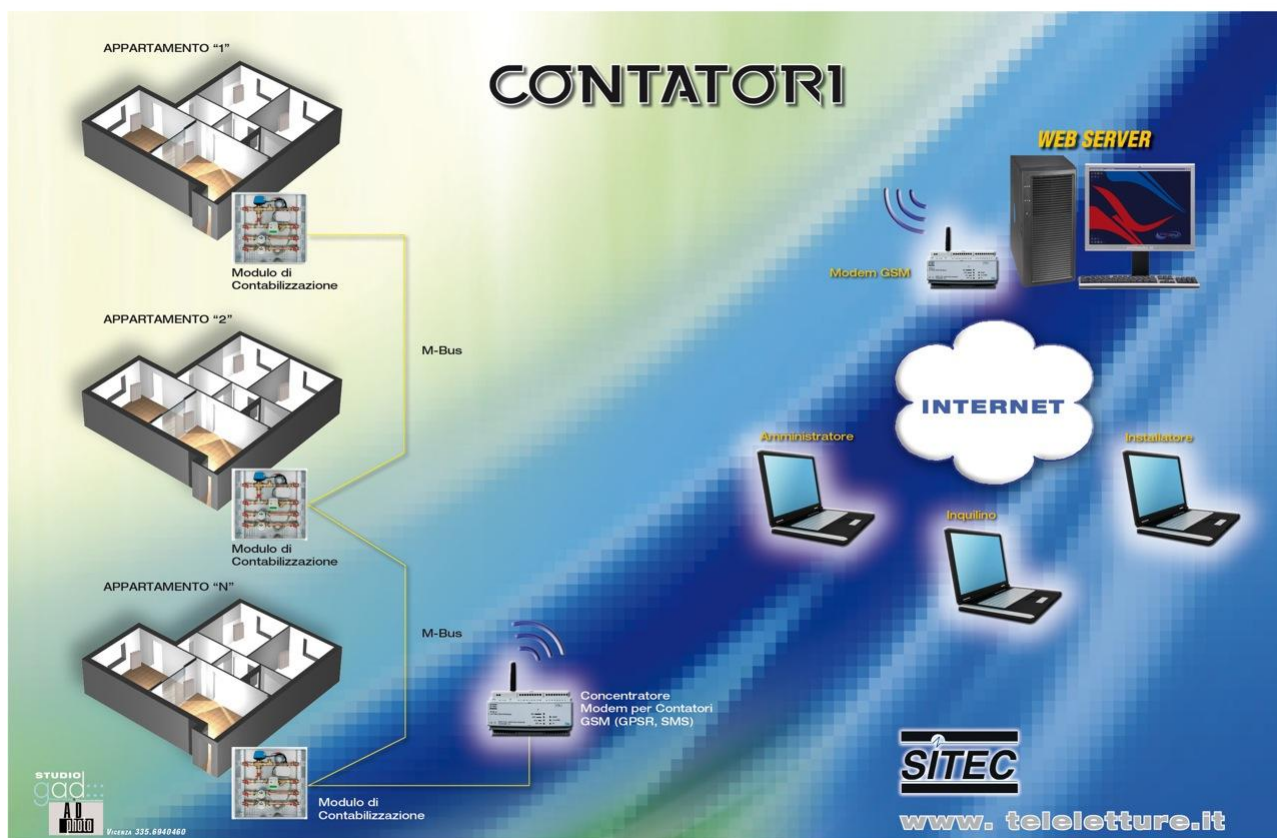 CONTATORI
APPARTAMENTO "1"
Modulo di
Contabilizzazione
M-Bus
APPARTAMENTO "2"
Modulo di
Contabilizzazione
M-Bus
APPARTAMENTO "N"
Modulo di
Contabilizzazione
Concentratore
Modem per Contatori
GSM (GPSR, SMS)
WEB SERVER
Modem GSM
INTERNET
Amministratore
Installatore
Inquilino
SITEC
www. teleletture.it
STUDIO
gad
A.D
photo
VICENZA 335.6940460